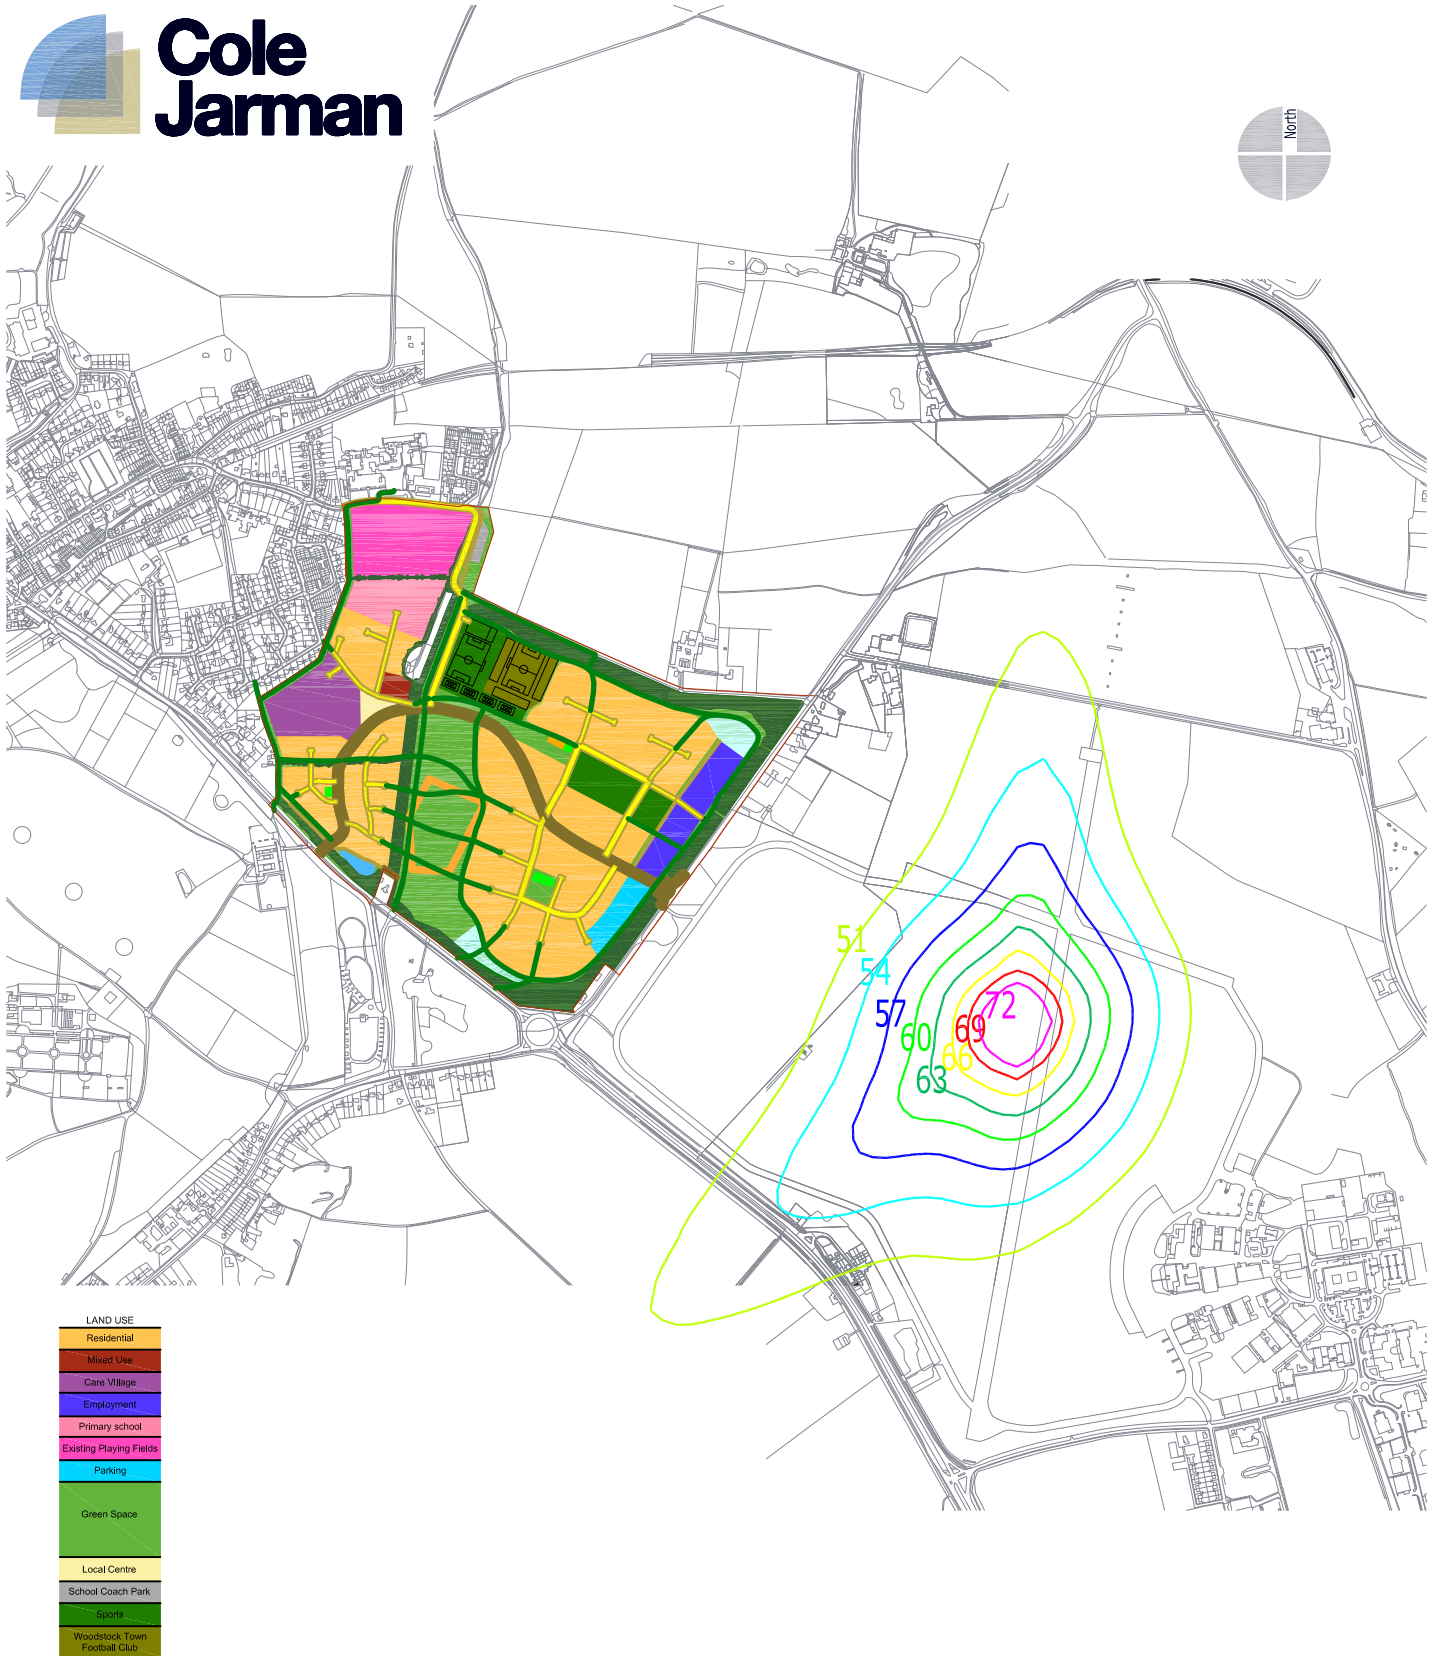 Cole
Jarman
North
51
54
57
60
63
66
69
72
LAND USE
Residential
Mixed Use
Care Village
Employment
Primary school
Existing Playing Fields
Parking
Green Space
Local Centre
School Coach Park
Sports
Woodstock Town
Football Club